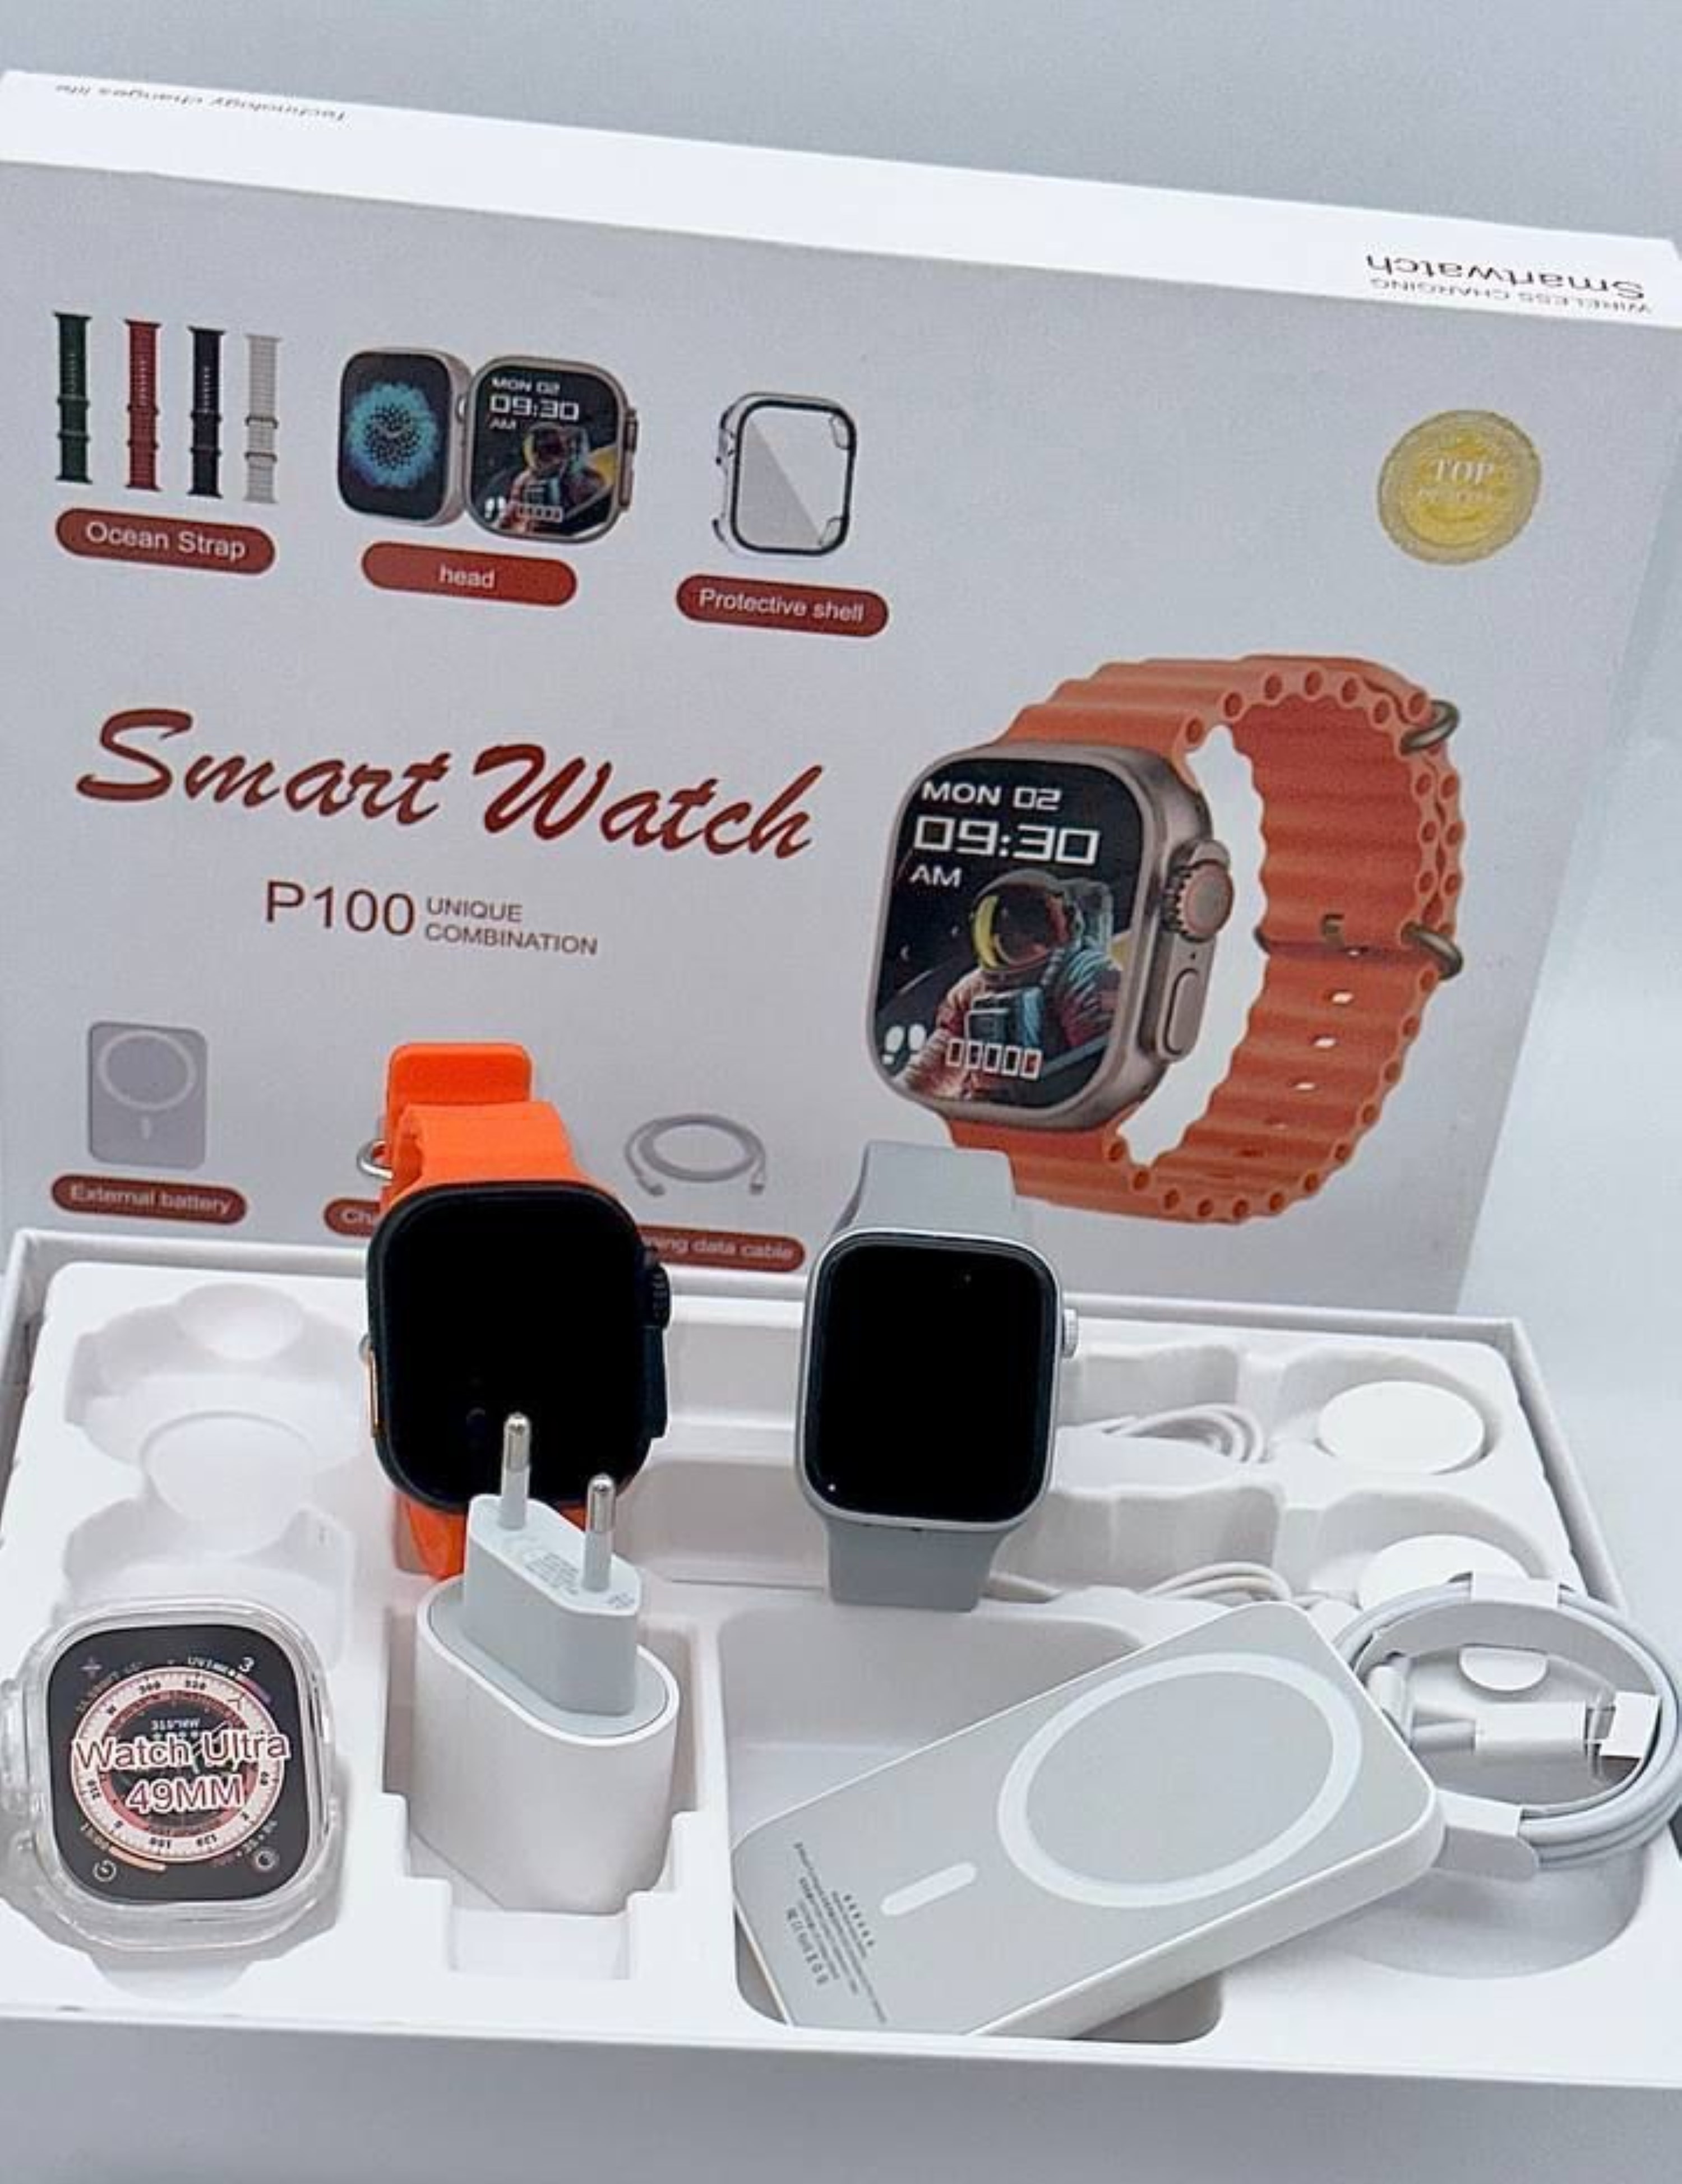 Technology changes life
WIRELESS CHARGING
Smartwatch
MON 02
09:30
AM
TOP
Ocean Strap
head
Protective shell
Smart Watch
P100 UNIQUE
COMBINATION
MON 02
09:30
AM
External battery
data cable
Watch Ultra
49MM